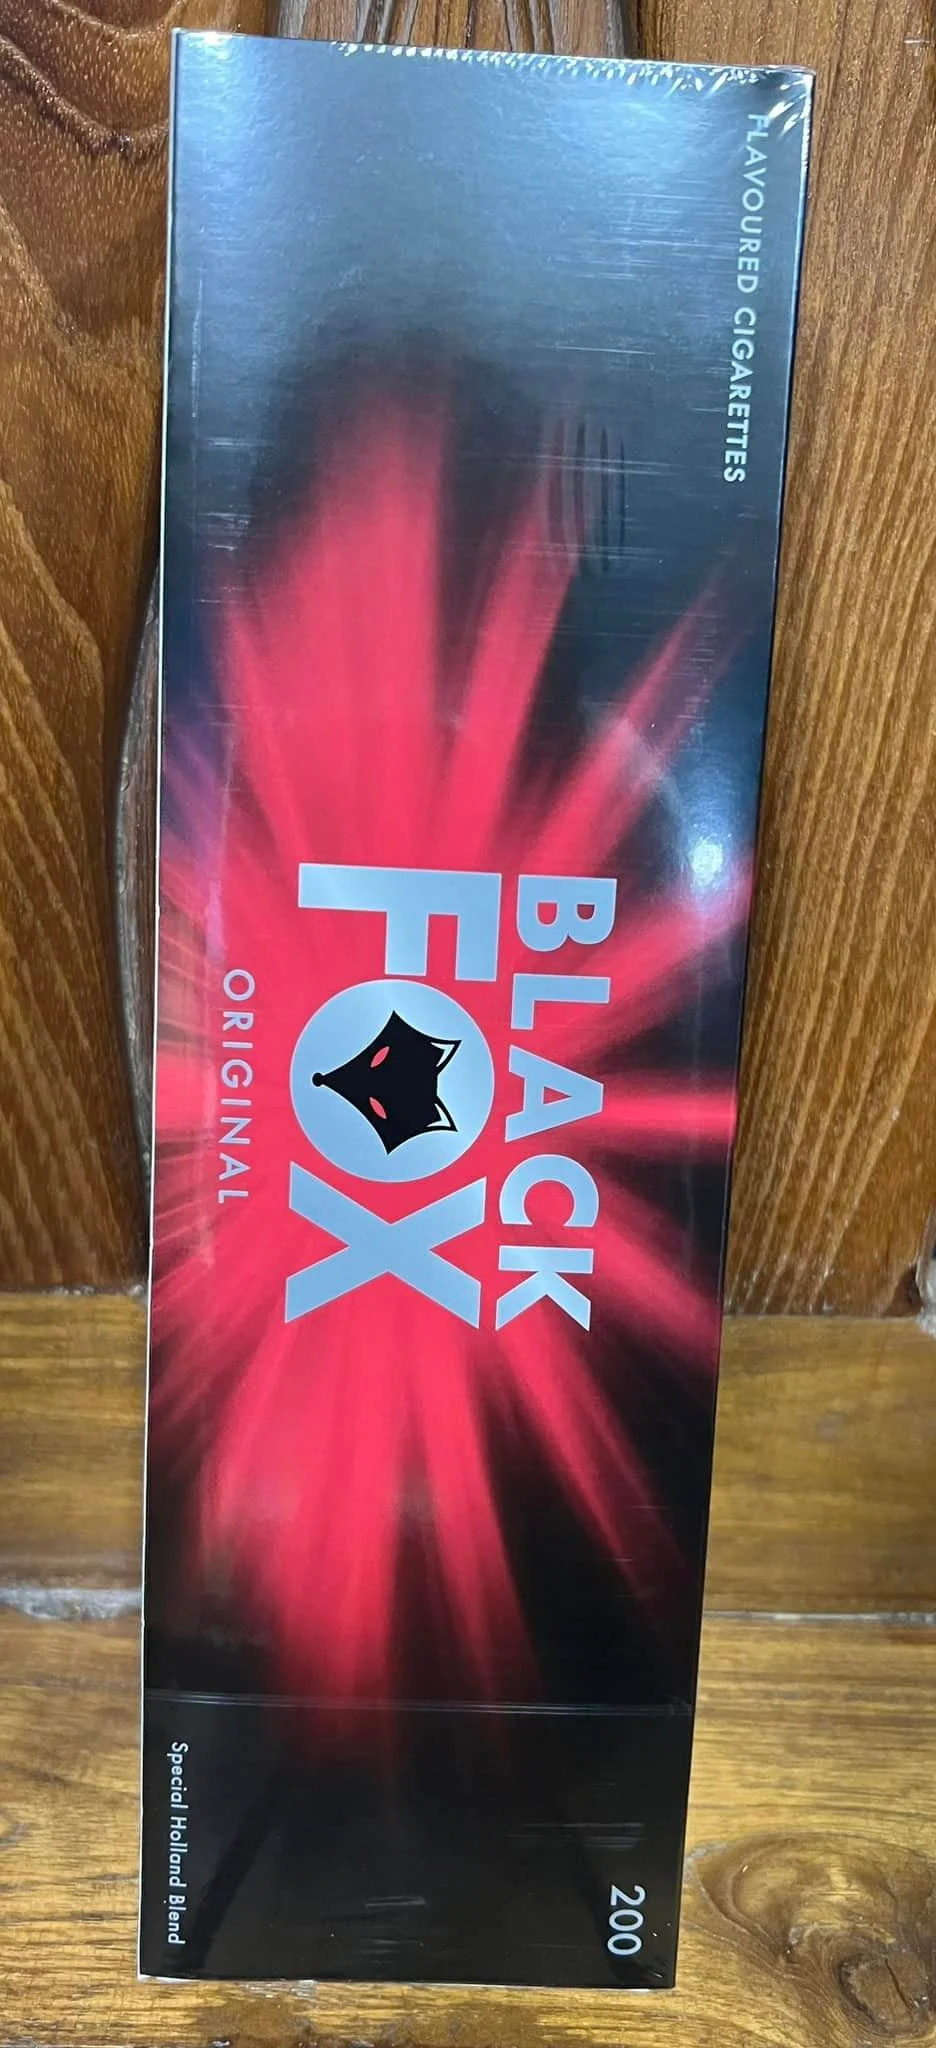 FLAVOURED CIGARETTES
BLACK
FOX
ORIGINAL
200
Special Holland Blend